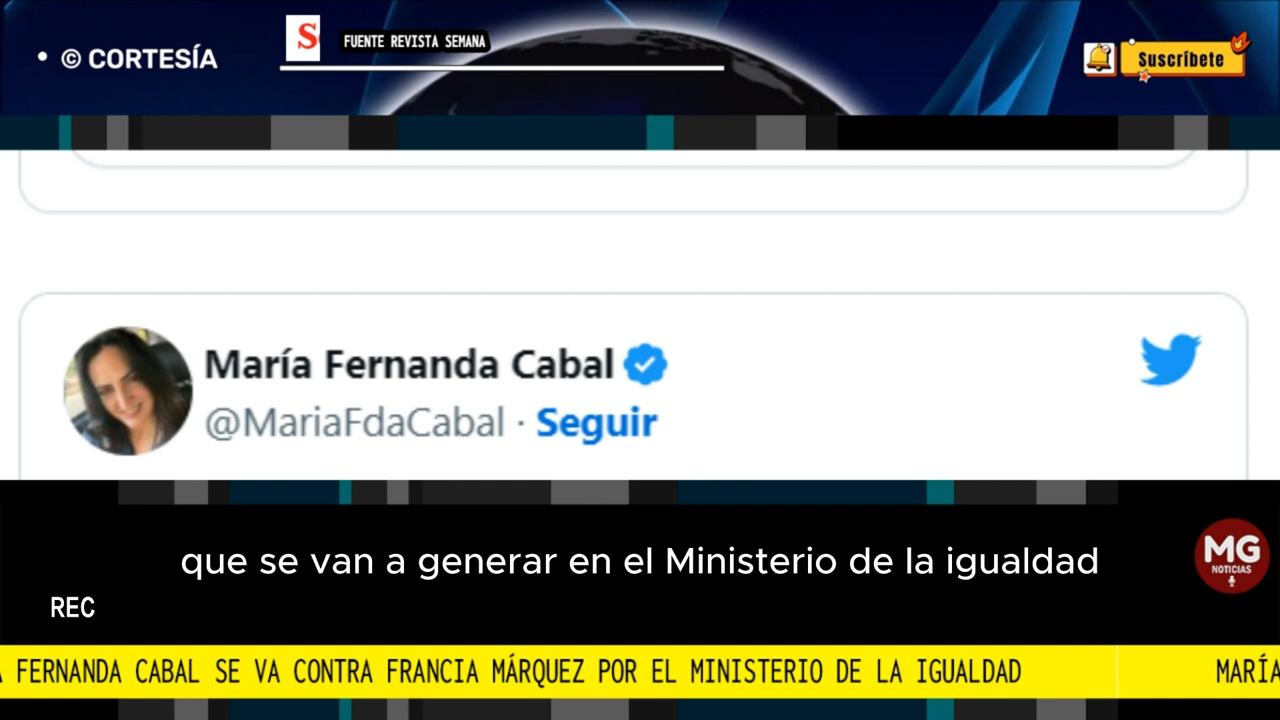 • © CORTESÍA
S
FUENTE REVISTA SEMANA
Suscríbete
María Fernanda Cabal
@MariaFdaCabal · Seguir
que se van a generar en el Ministerio de la igualdad
MG
NOTICIAS
REC
FERNANDA CABAL SE VA CONTRA FRANCIA MÁRQUEZ POR EL MINISTERIO DE LA IGUALDAD MARÍA